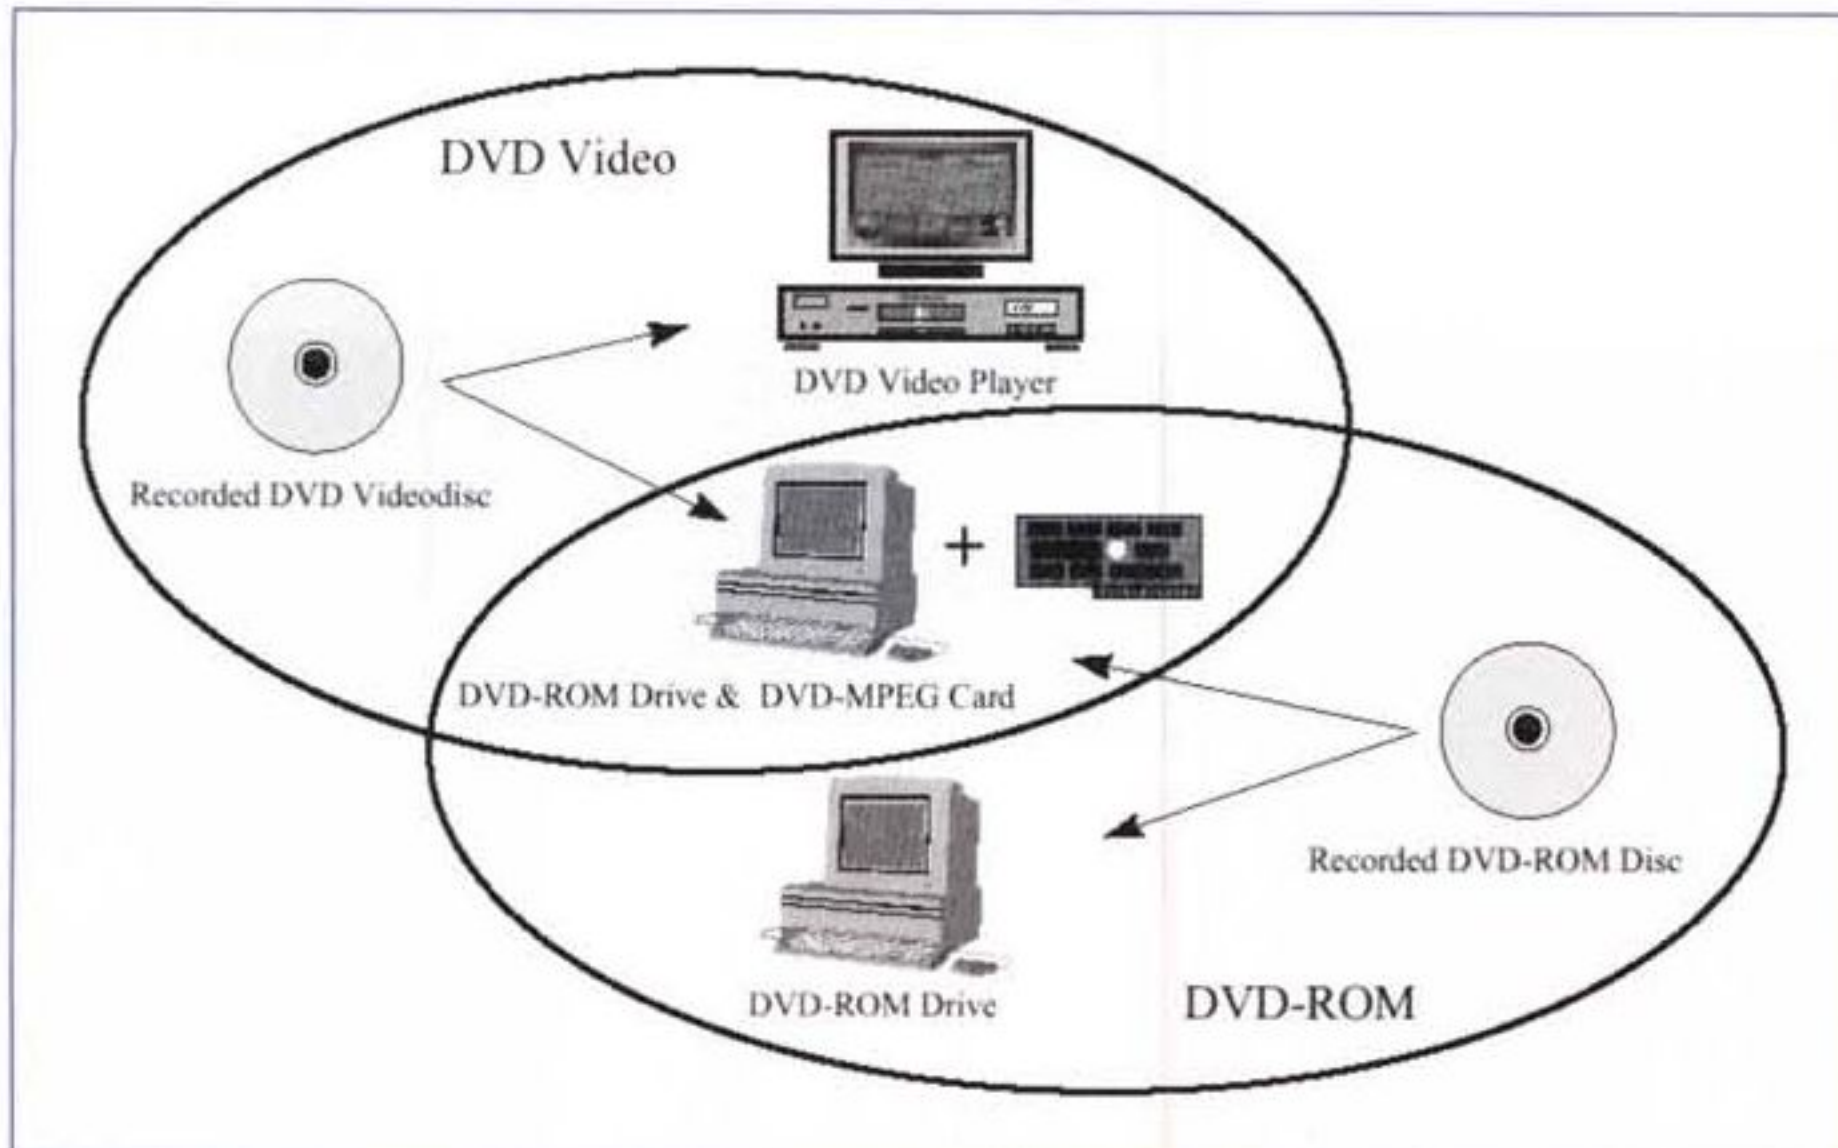 DVD Video
DVD Video Player
Recorded DVD Videodisc
+
DVD-ROM Drive & DVD-MPEG Card
Recorded DVD-ROM Disc
DVD-ROM Drive
DVD-ROM